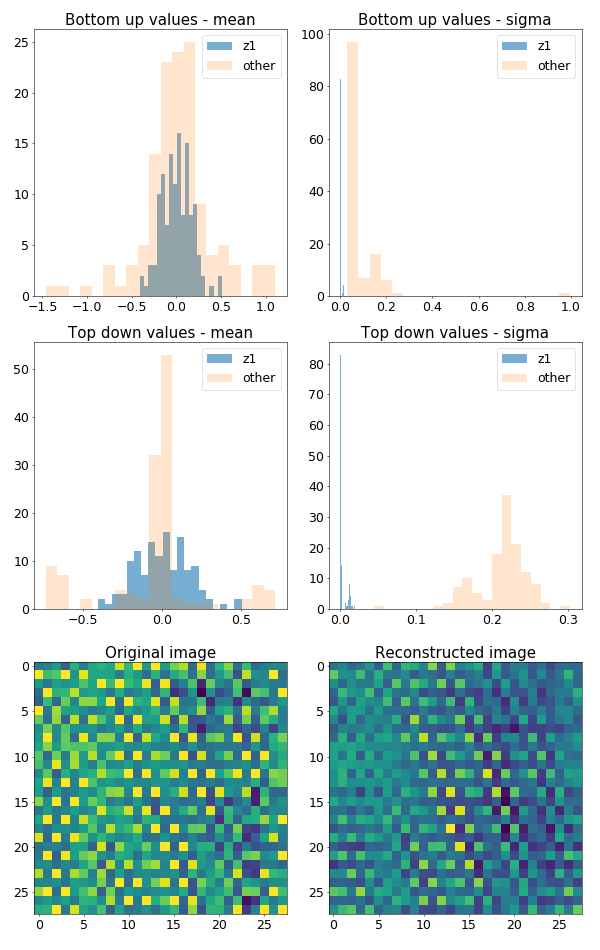 Bottom up values - mean
25
20
15
10
5
0
−1.5 −1.0 −0.5 0.0 0.5 1.0
z1
other
Bottom up values - sigma
100
80
60
40
20
0
0.0 0.2 0.4 0.6 0.8 1.0
z1
other
Top down values - mean
50
40
30
20
10
0
−0.5 0.0 0.5
z1
other
Top down values - sigma
80
70
60
50
40
30
20
10
0
0.0 0.1 0.2 0.3
z1
other
Original image
0
5
10
15
20
25
0 5 10 15 20 25
Reconstructed image
0
5
10
15
20
25
0 5 10 15 20 25